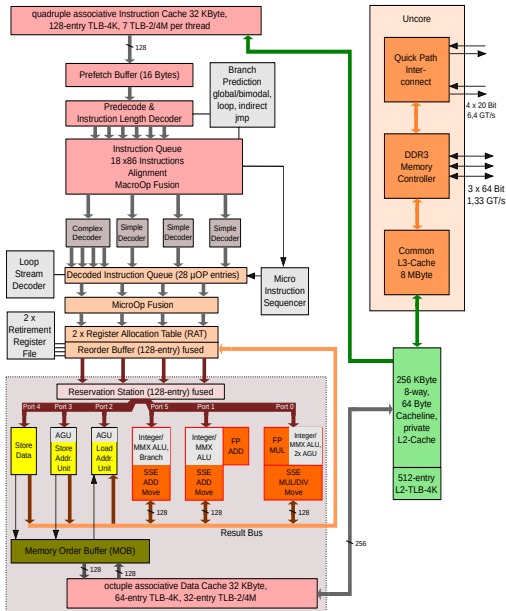 quadruple associative Instruction Cache 32 KByte,
128-entry TLB-4K, 7 TLB-2/4M per thread
128
Prefetch Buffer (16 Bytes)
Predecode &
Instruction Length Decoder
Branch
Prediction
global/bimodal,
loop, indirect
jmp
Instruction Queue
18 x86 Instructions
Alignment
MacroOp Fusion
Complex
Decoder
Simple
Decoder
Simple
Decoder
Simple
Decoder
Loop
Stream
Decoder
Decoded Instruction Queue (28 µOP entries)
Micro
Instruction
Sequencer
MicroOp Fusion
2 x
Retirement
Register
File
2 x Register Allocation Table (RAT)
Reorder Buffer (128-entry) fused
Reservation Station (128-entry) fused
Port 4
Port 3
Port 2
Port 5
Port 1
Port 0
Store
Data
AGU
Store
Addr.
Unit
AGU
Load
Addr.
Unit
Integer/
MMX ALU,
Branch
SSE
ADD
Move
Integer/
MMX
ALU
FP
ADD
SSE
ADD
Move
FP
MUL
Integer/
MMX ALU,
2x AGU
SSE
MUL/DIV
Move
128
128
128
Result Bus
Memory Order Buffer (MOB)
128
128
octuple associative Data Cache 32 KByte,
64-entry TLB-4K, 32-entry TLB-2/4M
256
Uncore
Quick Path
Inter-
connect
4 x 20 Bit
6,4 GT/s
DDR3
Memory
Controller
3 x 64 Bit
1,33 GT/s
Common
L3-Cache
8 MByte
256 KByte
8-way,
64 Byte
Cacheline,
private
L2-Cache
512-entry
L2-TLB-4K